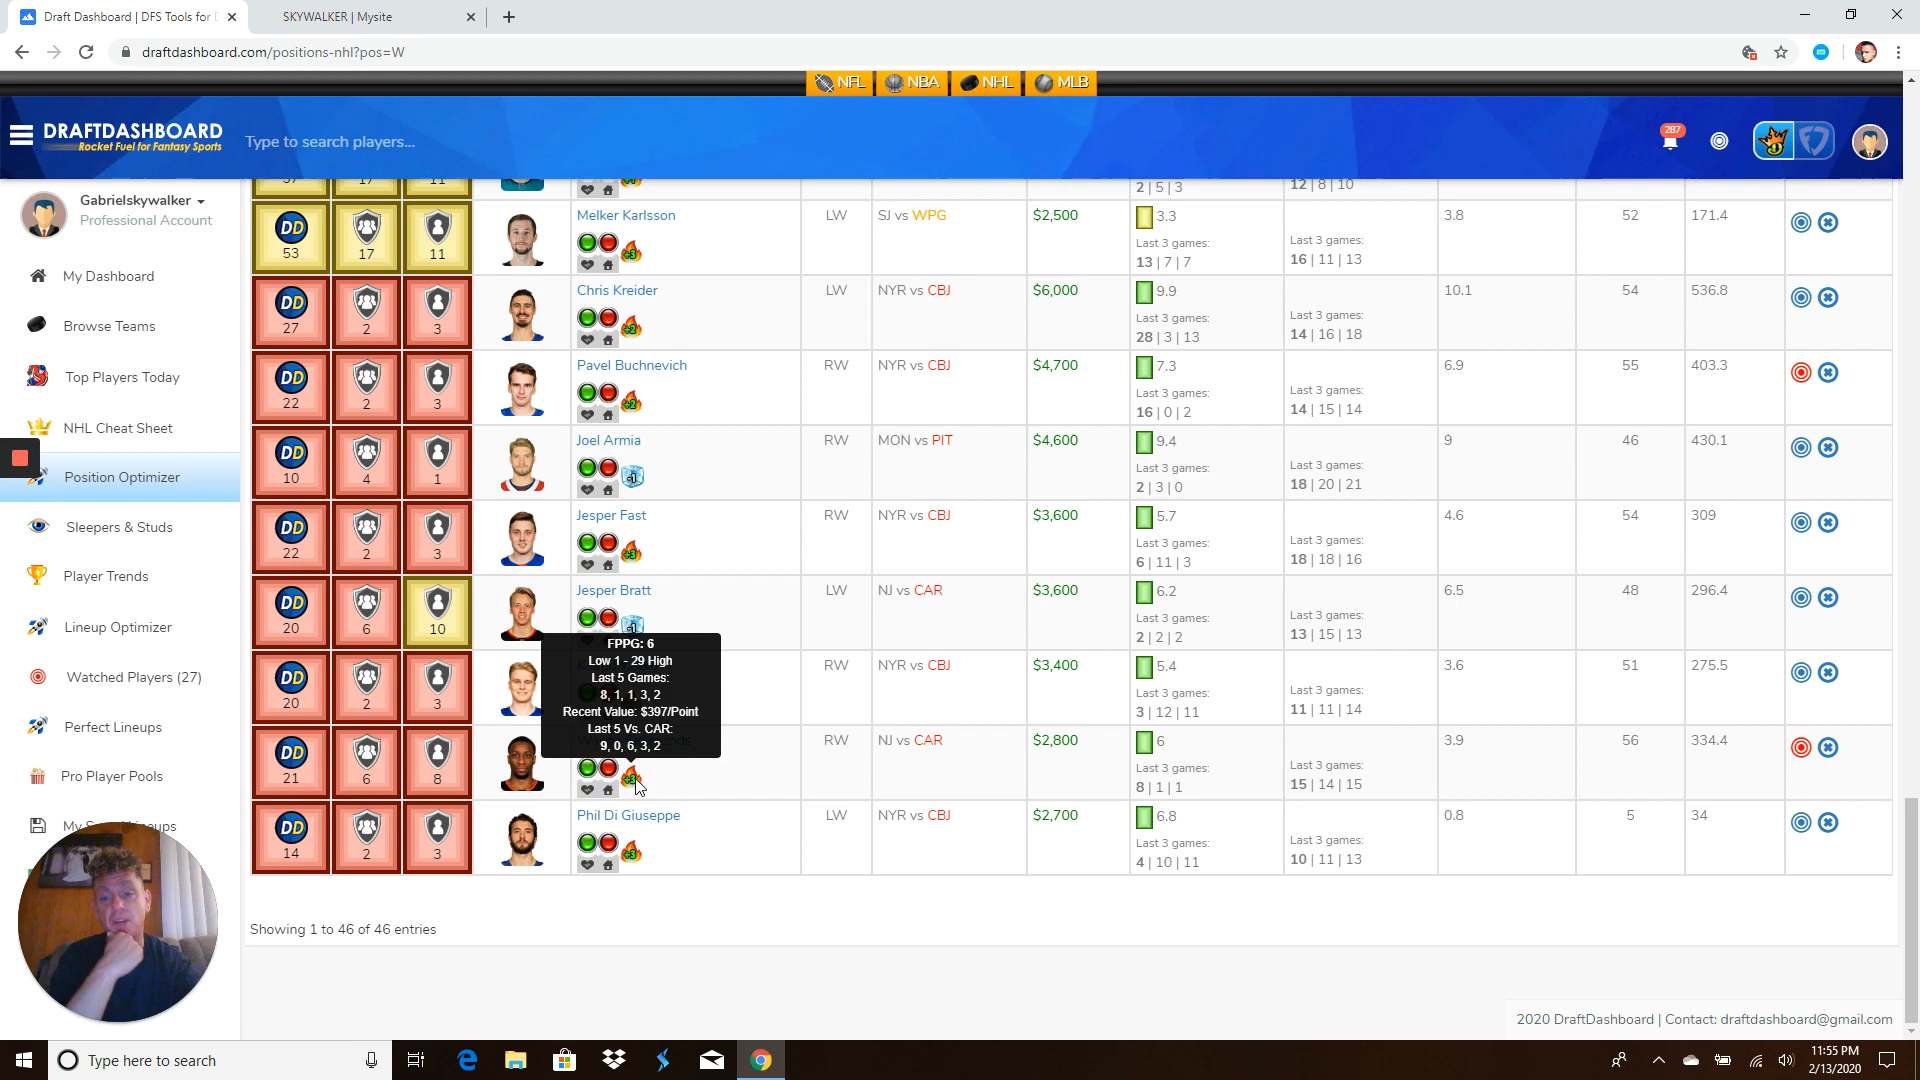 Draft Dashboard | DFS Tools for D
SKYWALKER | Mysite
draftdashboard.com/positions-nhl?pos=W
NFL NBA NHL MLB
DRAFTDASHBOARD
Rocket Fuel for Fantasy Sports
Type to search players...
287
Gabrielskywalker
Professional Account
My Dashboard
Browse Teams
Top Players Today
NHL Cheat Sheet
Position Optimizer
Sleepers & Studs
Player Trends
Lineup Optimizer
Watched Players (27)
Perfect Lineups
Pro Player Pools
57 17 11 2 | 5 | 3 12 | 8 | 10
Melker Karlsson LW SJ vs WPG $2,500 3.3 3.8 52 171.4
DD 53 17 11 +3
Last 3 games: 13 | 7 | 7
Last 3 games: 16 | 11 | 13
Chris Kreider LW NYR vs CBJ $6,000 9.9 10.1 54 536.8
DD 27 2 3 +2
Last 3 games: 28 | 3 | 13
Last 3 games: 14 | 16 | 18
Pavel Buchnevich RW NYR vs CBJ $4,700 7.3 6.9 55 403.3
DD 22 2 3 +2
Last 3 games: 16 | 0 | 2
Last 3 games: 14 | 15 | 14
Joel Armia RW MON vs PIT $4,600 9.4 9 46 430.1
DD 10 4 1 -1
Last 3 games: 2 | 3 | 0
Last 3 games: 18 | 20 | 21
Jesper Fast RW NYR vs CBJ $3,600 5.7 4.6 54 309
DD 22 2 3 +3
Last 3 games: 6 | 11 | 3
Last 3 games: 18 | 18 | 16
Jesper Bratt LW NJ vs CAR $3,600 6.2 6.5 48 296.4
DD 20 6 10 -1
Last 3 games: 2 | 2 | 2
Last 3 games: 13 | 15 | 13
RW NYR vs CBJ $3,400 5.4 3.6 51 275.5
DD 20 2 3
Last 3 games: 3 | 12 | 11
Last 3 games: 11 | 11 | 14
RW NJ vs CAR $2,800 6 3.9 56 334.4
DD 21 6 8 +3
Last 3 games: 8 | 1 | 1
Last 3 games: 15 | 14 | 15
Phil Di Giuseppe LW NYR vs CBJ $2,700 6.8 0.8 5 34
DD 14 2 3 +3
Last 3 games: 4 | 10 | 11
Last 3 games: 10 | 11 | 13
FPPG: 6
Low 1 - 29 High
Last 5 Games:
8, 1, 1, 3, 2
Recent Value: $397/Point
Last 5 Vs. CAR:
9, 0, 6, 3, 2
Showing 1 to 46 of 46 entries
2020 DraftDashboard | Contact: draftdashboard@gmail.com
Type here to search
11:55 PM
2/13/2020